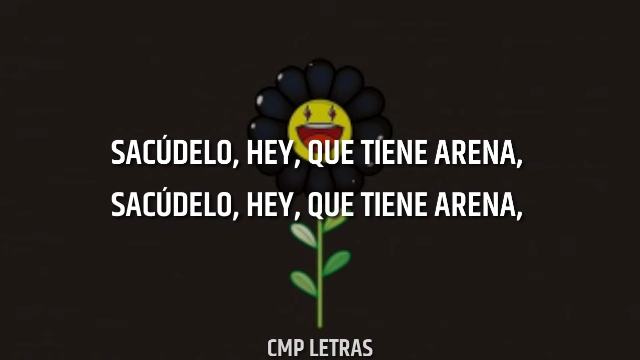 SACÚDELO, HEY, QUE TIENE ARENA,
SACÚDELO, HEY, QUE TIENE ARENA,
CMP LETRAS